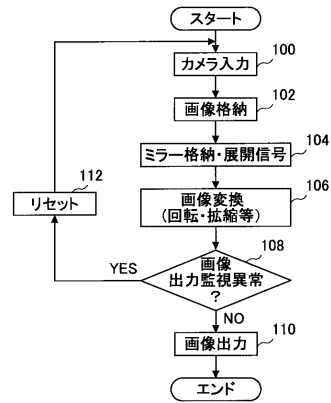 スタート
100
カメラ入力
102
画像格納
104
ミラー格納・展開信号
112
リセット
106
画像変換
(回転・拡縮等)
108
画像
出力監視異常
?
YES
NO
110
画像出力
エンド